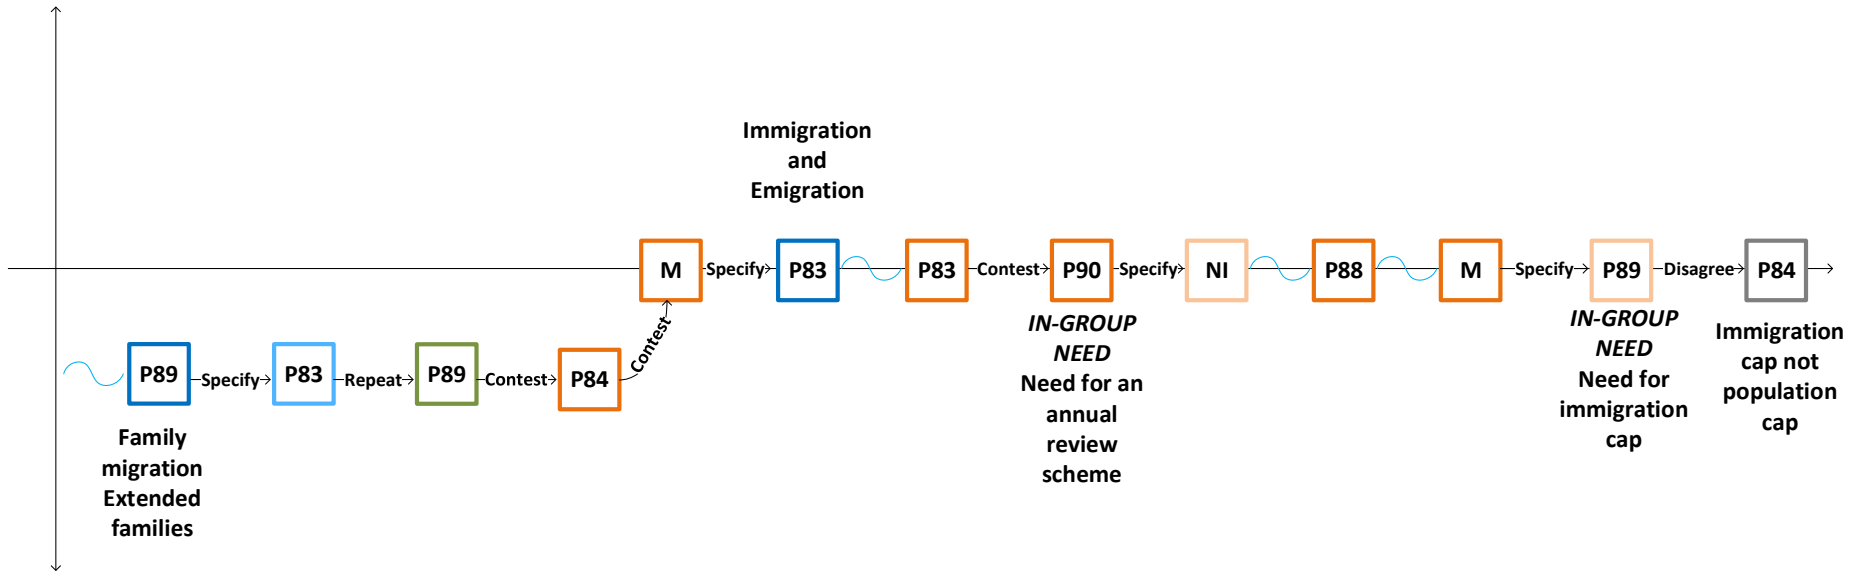 Immigration
and
Emigration
M Specify P83 P83 Contest P90 Specify NI P88 M Specify P89 Disagree P84
Contest
P89 Specify P83 Repeat P89 Contest P84
Family
migration
Extended
families
IN-GROUP
NEED
Need for an
annual
review
scheme
IN-GROUP
NEED
Need for
immigration
cap
Immigration
cap not
population
cap